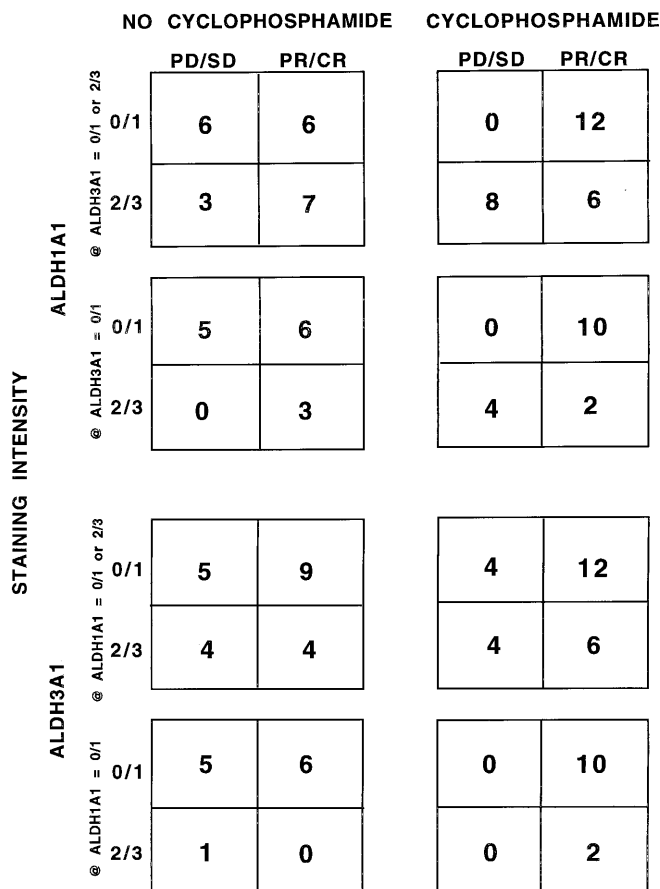 NO CYCLOPHOSPHAMIDE CYCLOPHOSPHAMIDE
PD/SD PR/CR PD/SD PR/CR
STAINING INTENSITY
ALDH1A1
@ ALDH3A1 = 0/1 or 2/3
0/1 6 6 0 12
2/3 3 7 8 6
@ ALDH3A1 = 0/1
0/1 5 6 0 10
2/3 0 3 4 2
ALDH3A1
@ ALDH1A1 = 0/1 or 2/3
0/1 5 9 4 12
2/3 4 4 4 6
@ ALDH1A1 = 0/1
0/1 5 6 0 10
2/3 1 0 0 2